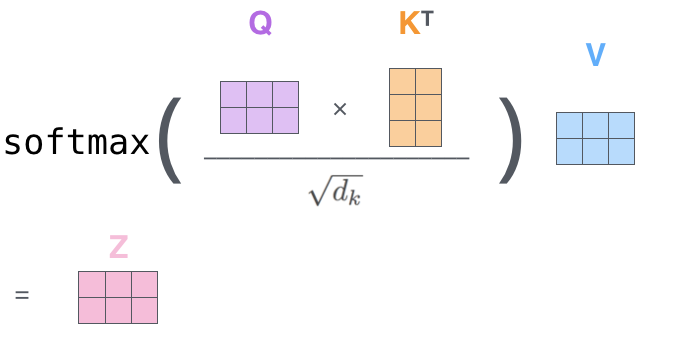 Q K^T
V
softmax ( × )
√d_k
Z
=